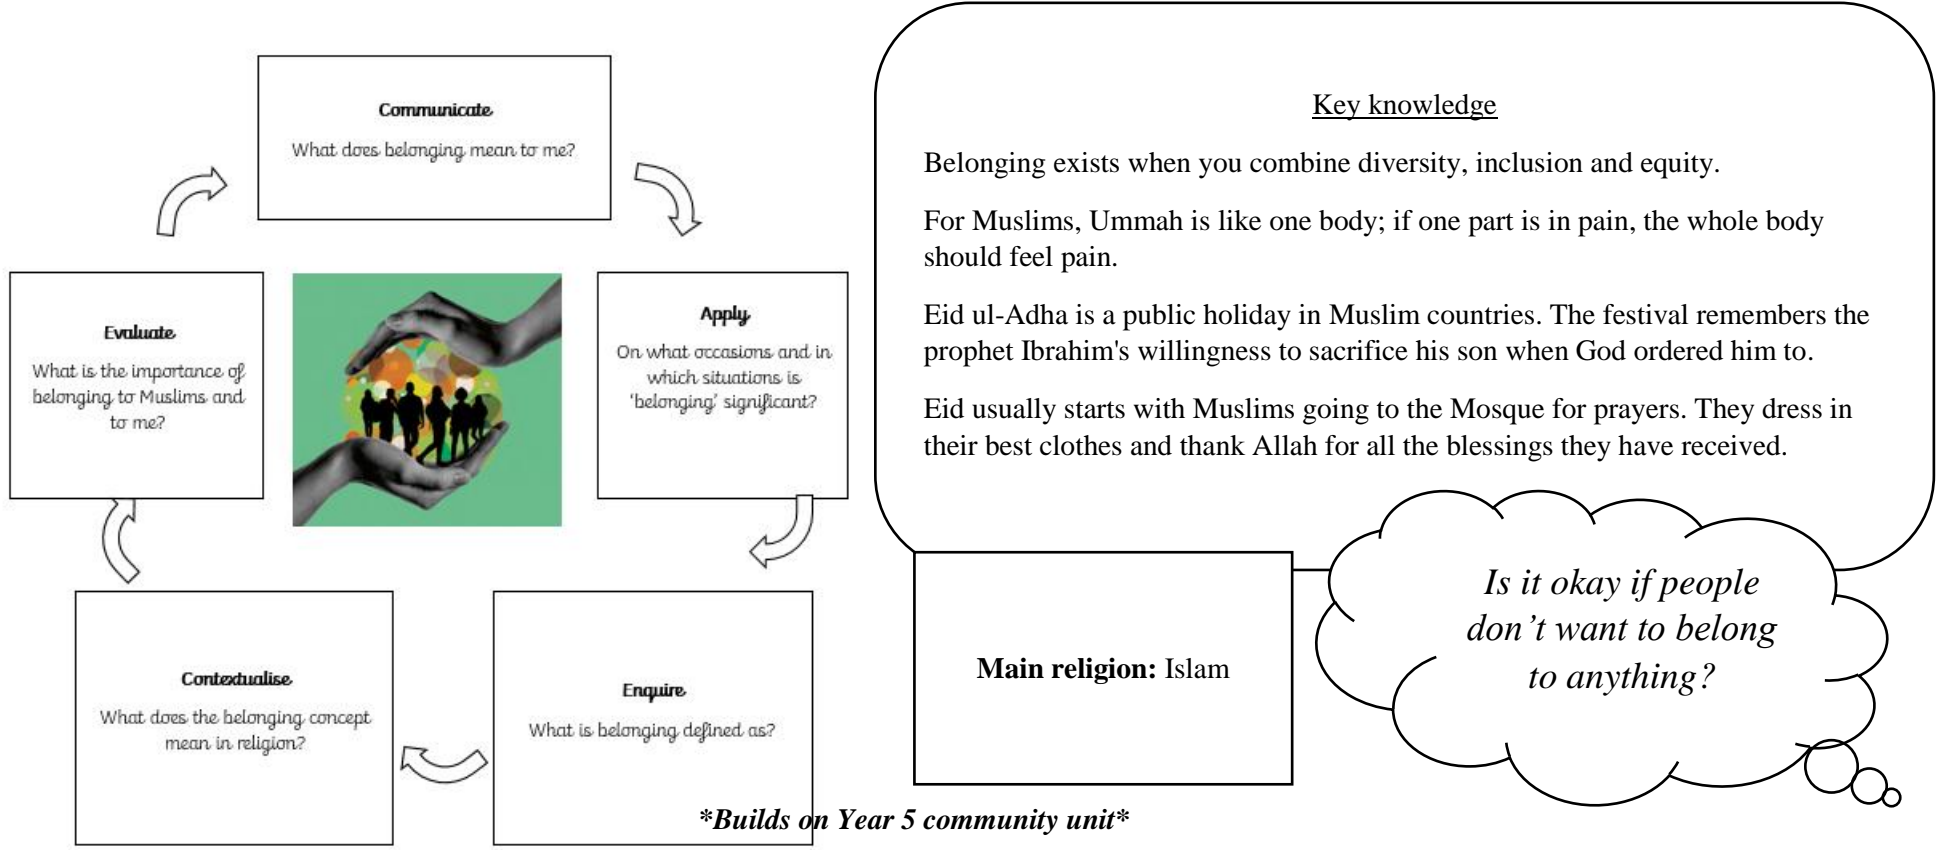 Communicate
What does belonging mean to me?
Apply
On what occasions and in
which situations is
‘belonging’ significant?
Enquire
What is belonging defined as?
Contextualise
What does the belonging concept
mean in religion?
Evaluate
What is the importance of
belonging to Muslims and
to me?
Key knowledge
Belonging exists when you combine diversity, inclusion and equity.
For Muslims, Ummah is like one body; if one part is in pain, the whole body
should feel pain.
Eid ul-Adha is a public holiday in Muslim countries. The festival remembers the
prophet Ibrahim's willingness to sacrifice his son when God ordered him to.
Eid usually starts with Muslims going to the Mosque for prayers. They dress in
their best clothes and thank Allah for all the blessings they have received.
Main religion: Islam
Is it okay if people
don’t want to belong
to anything?
*Builds on Year 5 community unit*